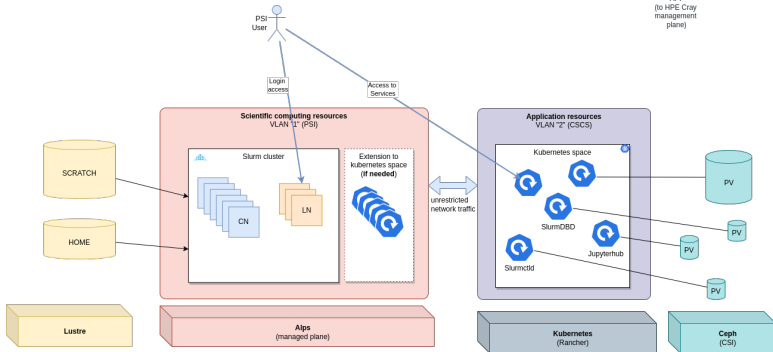 (to HPE Cray
management
plane)
PSI
User
Login
access
Access to
Services
Scientific computing resources
VLAN "1" (PSI)
Application resources
VLAN "2" (CSCS)
Slurm cluster
Extension to
kubernetes space
(if needed)
Kubernetes space
SCRATCH
HOME
CN
LN
unrestricted
network traffic
SlurmDBD
Jupyterhub
Slurmctld
PV
PV
PV
PV
Lustre
Alps
(managed plane)
Kubernetes
(Rancher)
Ceph
(CSI)